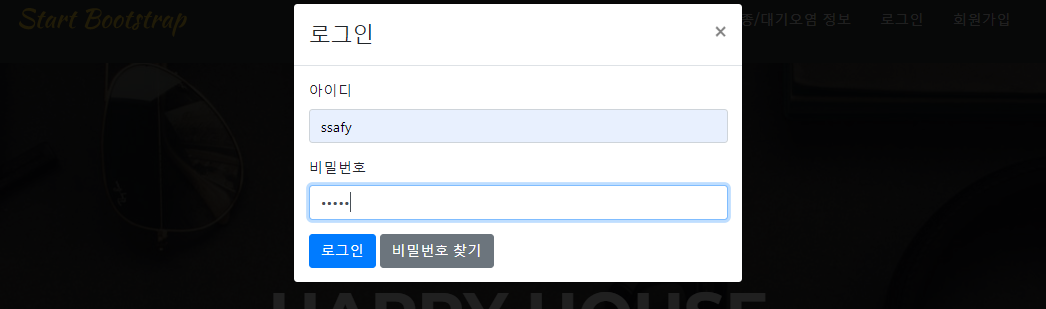 Start Bootstrap
종/대기오염 정보 로그인 회원가입
로그인 ×
아이디
ssafy
비밀번호
•••••
로그인 비밀번호 찾기
HAPPY HOUSE